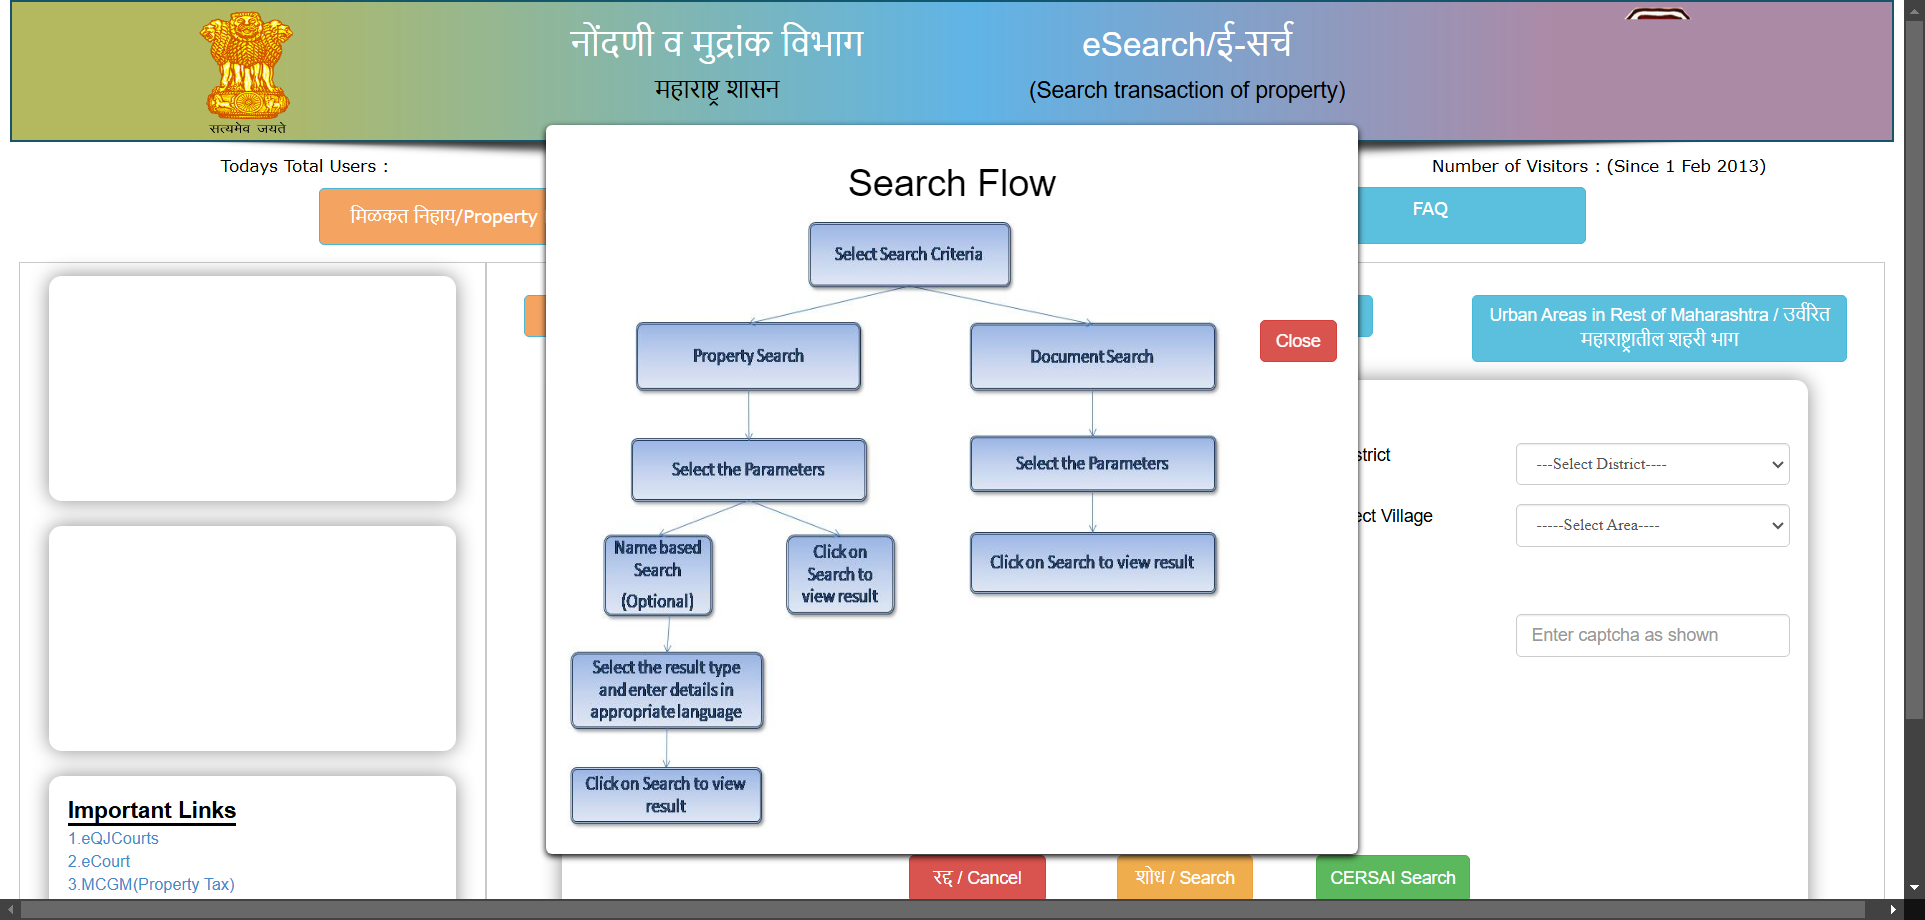 नोंदणी व मुद्रांक विभाग
महाराष्ट्र शासन
सत्यमेव जयते
eSearch/ई-सर्च
(Search transaction of property)
Todays Total Users :
Number of Visitors : (Since 1 Feb 2013)
मिळकत निहाय/Property
FAQ
Urban Areas in Rest of Maharashtra / उर्वरित
महाराष्ट्रातील शहरी भाग
Search Flow
Select Search Criteria
Property Search
Document Search
Close
Select the Parameters
Select the Parameters
Name based
Search
(Optional)
Click on
Search to
view result
Click on Search to view result
Select the result type
and enter details in
appropriate language
Click on Search to view
result
strict
---Select District----
ect Village
-----Select Area----
Enter captcha as shown
Important Links
1.eQJCourts
2.eCourt
3.MCGM(Property Tax)
रद्द / Cancel
शोध / Search
CERSAI Search